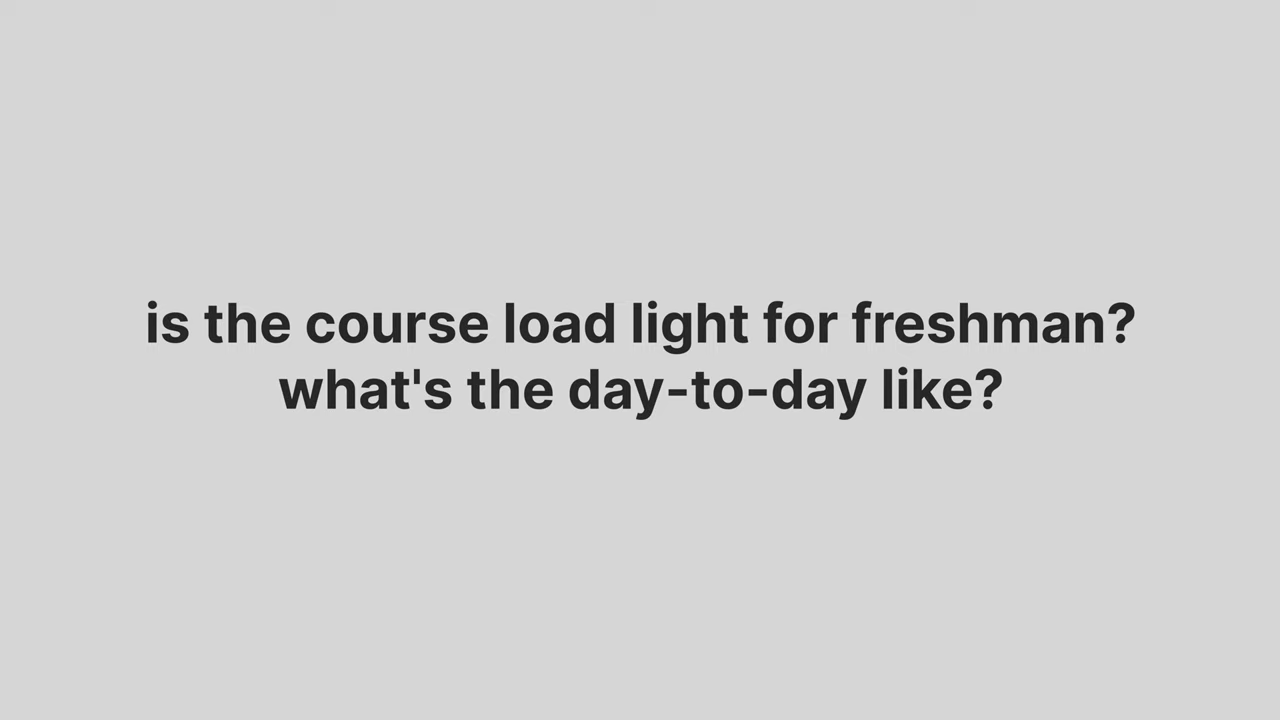 is the course load light for freshman?
what's the day-to-day like?